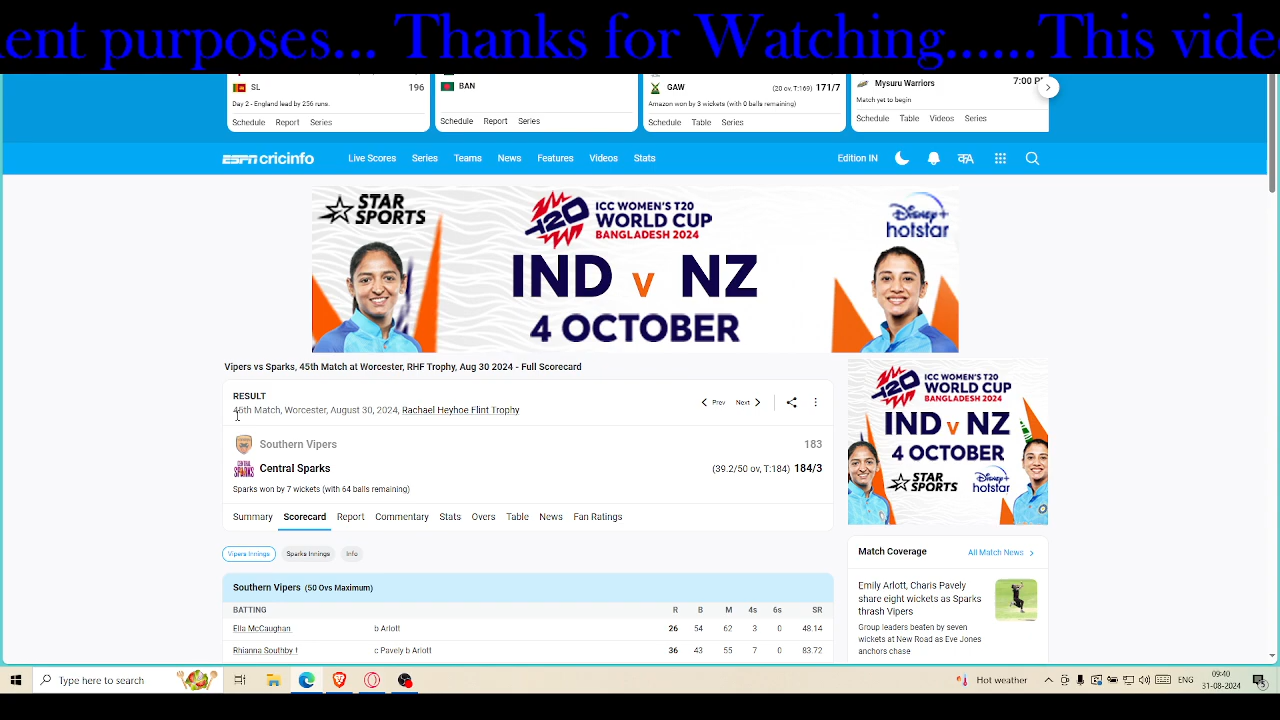 ent purposes... Thanks for Watching......This vide
SL 196
Day 2 - England lead by 256 runs.
Schedule Report Series
BAN
Schedule Report Series
GAW (20 ov, T:169) 171/7
Amazon won by 3 wickets (with 0 balls remaining)
Schedule Table Series
Mysuru Warriors 7:00 P
Match yet to begin
Schedule Table Videos Series
ESPN cricinfo Live Scores Series Teams News Features Videos Stats Edition IN क A
STAR SPORTS
T20 ICC WOMEN'S T20
WORLD CUP
BANGLADESH 2024
Disney+ hotstar
IND v NZ
4 OCTOBER
Vipers vs Sparks, 45th Match at Worcester, RHF Trophy, Aug 30 2024 - Full Scorecard
RESULT
45th Match, Worcester, August 30, 2024, Rachael Heyhoe Flint Trophy
Prev Next
Southern Vipers 183
CENTRAL SPARKS Central Sparks (39.2/50 ov, T:184) 184/3
Sparks won by 7 wickets (with 64 balls remaining)
Summary Scorecard Report Commentary Stats Overs Table News Fan Ratings
Vipers Innings Sparks Innings Info
Southern Vipers (50 Ovs Maximum)
BATTING R B M 4s 6s SR
Ella McCaughan b Arlott 26 54 62 3 0 48.14
Rhianna Southby † c Pavely b Arlott 36 43 55 7 0 83.72
T20 ICC WOMEN'S T20
WORLD CUP
BANGLADESH 2024
IND v NZ
4 OCTOBER
STAR SPORTS Disney+ hotstar
Match Coverage All Match News
Emily Arlott, Charis Pavely
share eight wickets as Sparks
thrash Vipers
Group leaders beaten by seven
wickets at New Road as Eve Jones
anchors chase
Type here to search
Hot weather ENG 09:40
31-08-2024